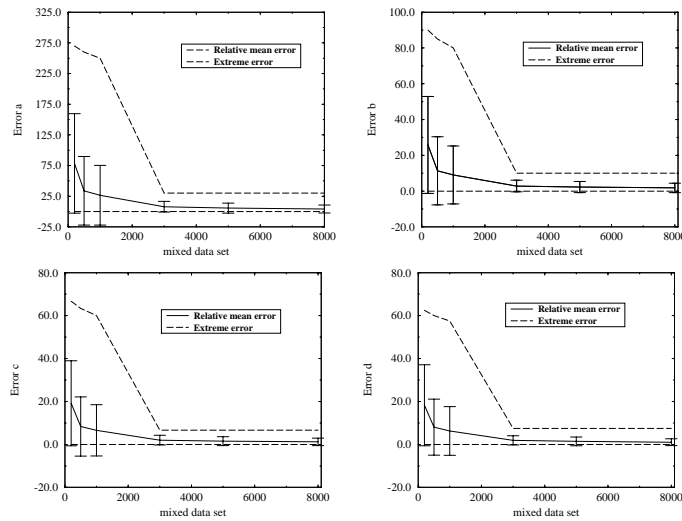 325.0
275.0
225.0
175.0
125.0
75.0
25.0
25.0
Error a
Relative mean error
Extreme error
0 2000 4000 6000 8000
mixed data set
100.0
80.0
60.0
40.0
20.0
0.0
-20.0
Error b
Relative mean error
Extreme error
0 2000 4000 6000 8000
mixed data set
80.0
60.0
40.0
20.0
0.0
-20.0
Error c
Relative mean error
Extreme error
0 2000 4000 6000 8000
mixed data set
80.0
60.0
40.0
20.0
0.0
-20.0
Error d
Relative mean error
Extreme error
0 2000 4000 6000 8000
mixed data set